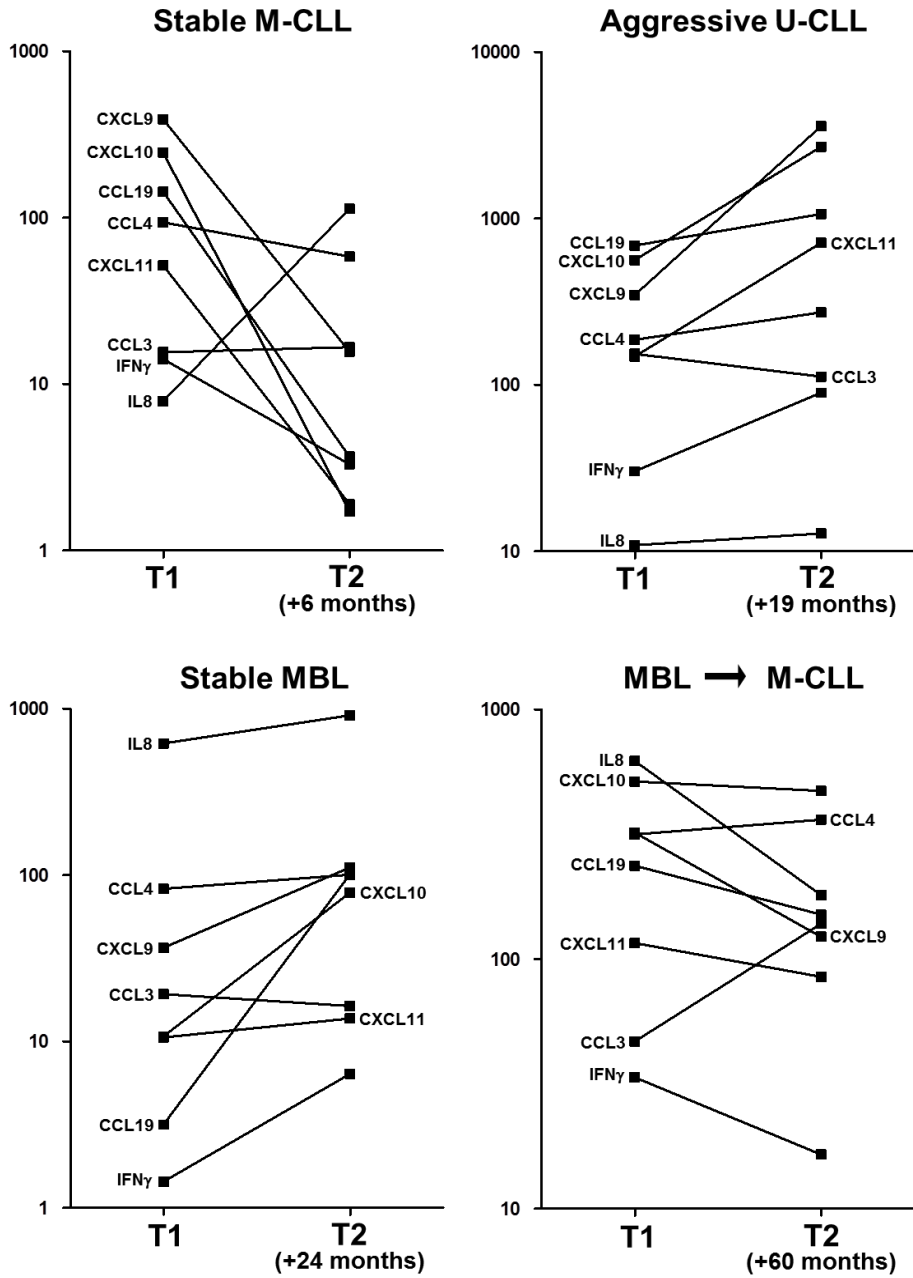 Stable M-CLL
1000
100
10
1
CXCL9
CXCL10
CCL19
CCL4
CXCL11
CCL3
IFNγ
IL8
T1
T2
(+6 months)
Aggressive U-CLL
10000
1000
100
10
CCL19
CXCL10
CXCL9
CCL4
IFNγ
IL8
CXCL11
CCL3
T1
T2
(+19 months)
Stable MBL
1000
100
10
1
IL8
CCL4
CXCL9
CCL3
CCL19
IFNγ
CXCL10
CXCL11
T1
T2
(+24 months)
MBL → M-CLL
1000
100
10
IL8
CXCL10
CCL19
CXCL11
CCL3
IFNγ
CCL4
CXCL9
T1
T2
(+60 months)